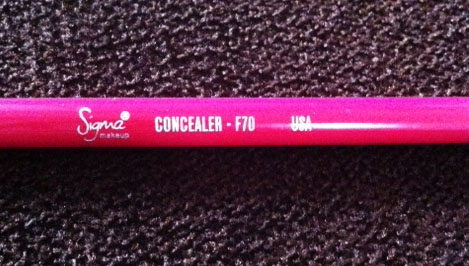 Sigma
makeup
CONCEALER - F70 USA